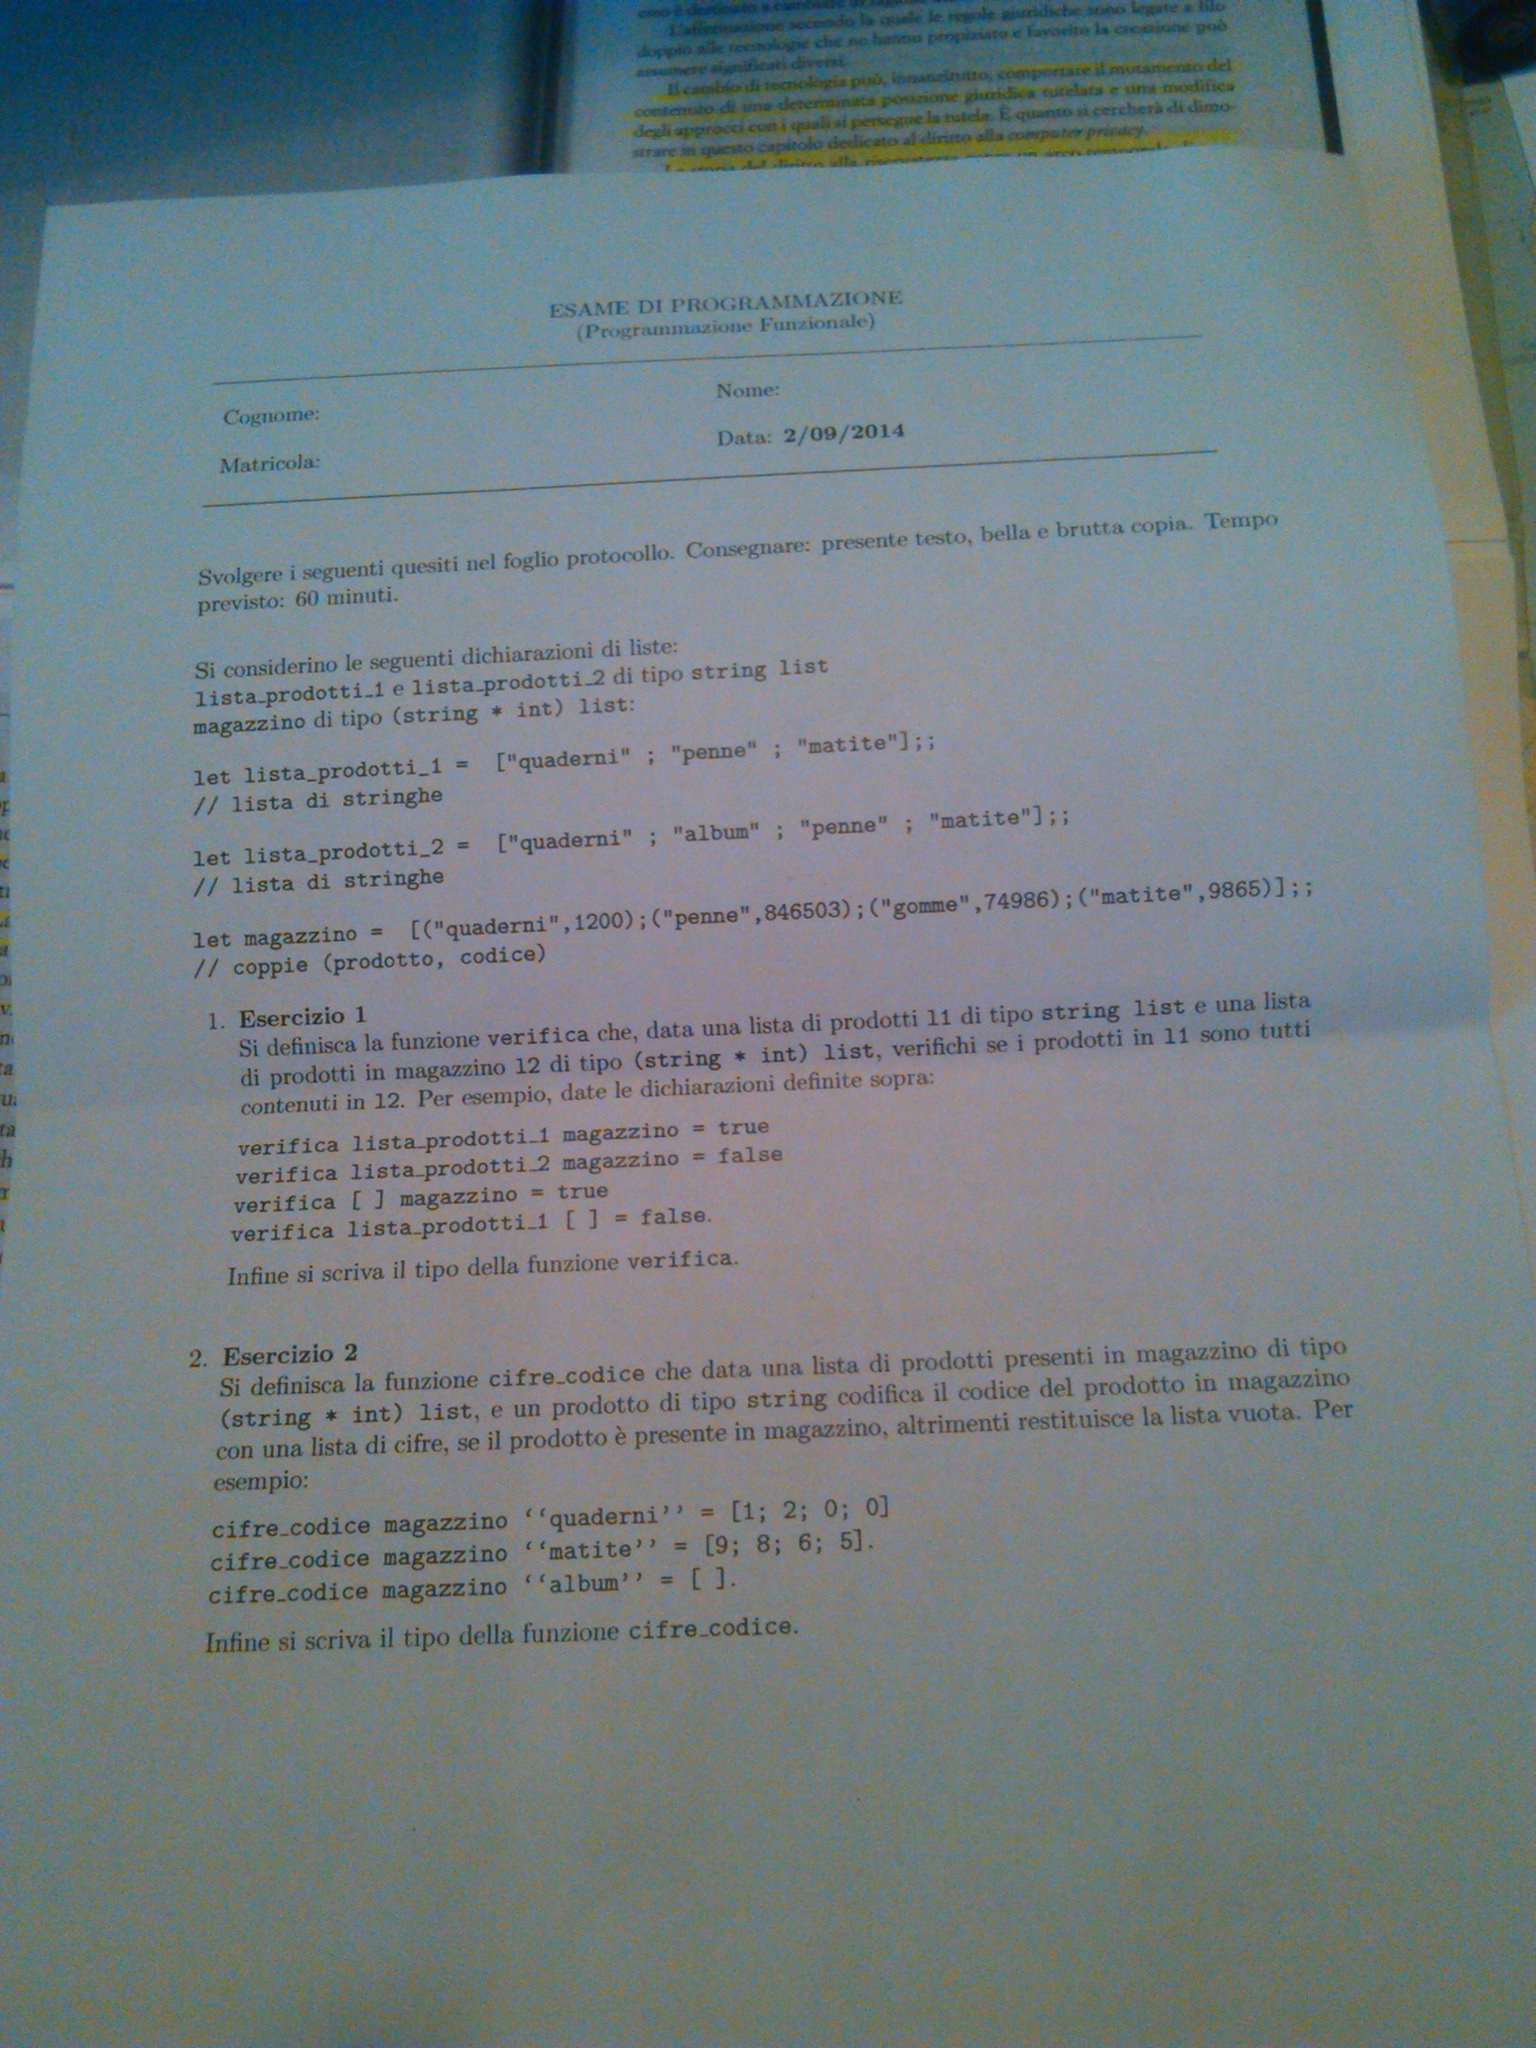 L'affermazione secondo la quale le regole giuridiche sono legate a filo
doppio alle tecnologie che ne hanno propiziato e favorito la creazione può
assumere significati diversi.
Il cambio di tecnologia può, innanzitutto, comportare il mutamento del
contenuto di una determinata posizione giuridica tutelata e una modifica
degli approcci con i quali si persegue la tutela. È quanto si cercherà di dimo-
strare in questo capitolo dedicato al diritto alla computer privacy.
ESAME DI PROGRAMMAZIONE
(Programmazione Funzionale)
Cognome:
Nome:
Matricola:
Data: 2/09/2014
Svolgere i seguenti quesiti nel foglio protocollo. Consegnare: presente testo, bella e brutta copia. Tempo
previsto: 60 minuti.
Si considerino le seguenti dichiarazioni di liste:
lista_prodotti_1 e lista_prodotti_2 di tipo string list
magazzino di tipo (string * int) list:
let lista_prodotti_1 = ["quaderni" ; "penne" ; "matite"];;
// lista di stringhe
let lista_prodotti_2 = ["quaderni" ; "album" ; "penne" ; "matite"];;
// lista di stringhe
let magazzino = [("quaderni",1200);("penne",846503);("gomme",74986);("matite",9865)];;
// coppie (prodotto, codice)
1. Esercizio 1
Si definisca la funzione verifica che, data una lista di prodotti l1 di tipo string list e una lista
di prodotti in magazzino l2 di tipo (string * int) list, verifichi se i prodotti in l1 sono tutti
contenuti in l2. Per esempio, date le dichiarazioni definite sopra:
verifica lista_prodotti_1 magazzino = true
verifica lista_prodotti_2 magazzino = false
verifica [ ] magazzino = true
verifica lista_prodotti_1 [ ] = false.
Infine si scriva il tipo della funzione verifica.
2. Esercizio 2
Si definisca la funzione cifre_codice che data una lista di prodotti presenti in magazzino di tipo
(string * int) list, e un prodotto di tipo string codifica il codice del prodotto in magazzino
con una lista di cifre, se il prodotto è presente in magazzino, altrimenti restituisce la lista vuota. Per
esempio:
cifre_codice magazzino ‘‘quaderni’’ = [1; 2; 0; 0]
cifre_codice magazzino ‘‘matite’’ = [9; 8; 6; 5].
cifre_codice magazzino ‘‘album’’ = [ ].
Infine si scriva il tipo della funzione cifre_codice.